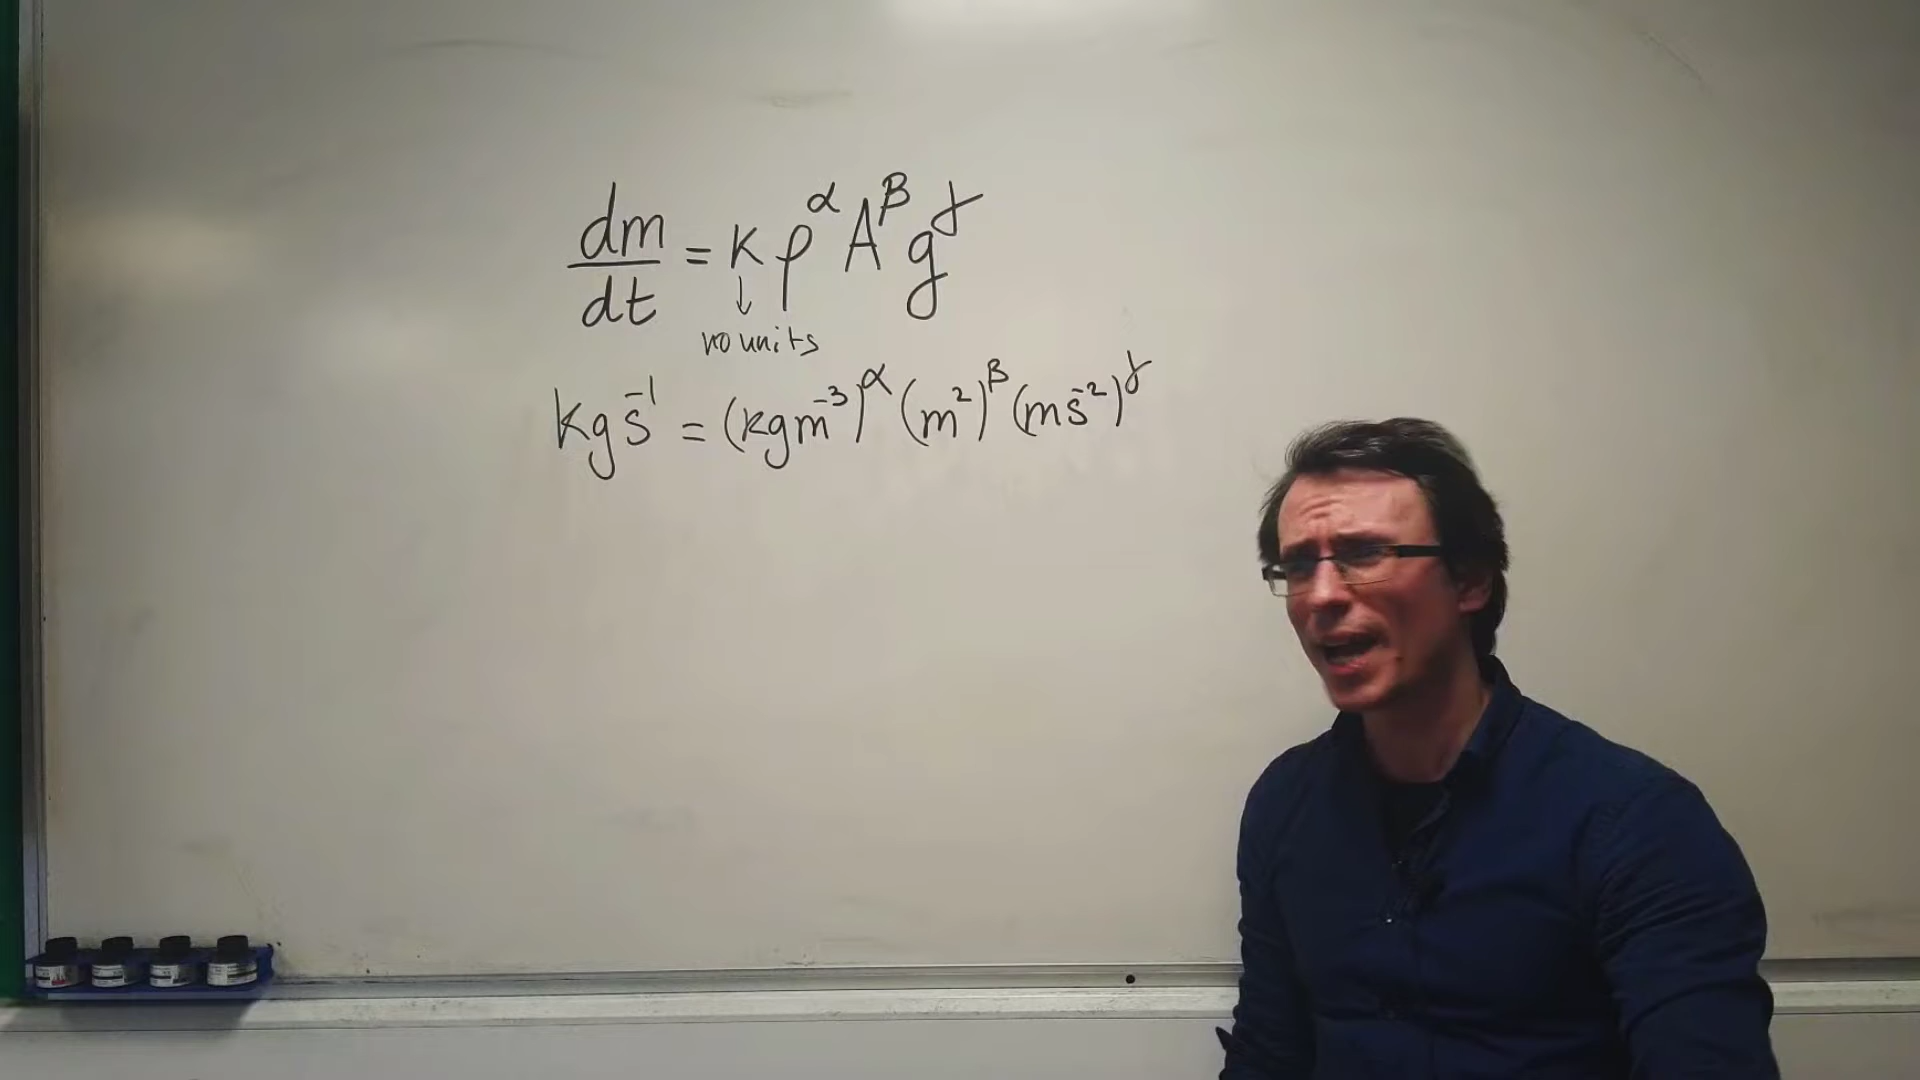 dm/dt = k ρ^α A^β g^γ
↓
no units
kg s^-1 = (kg m^-3)^α (m^2)^β (m s^-2)^γ